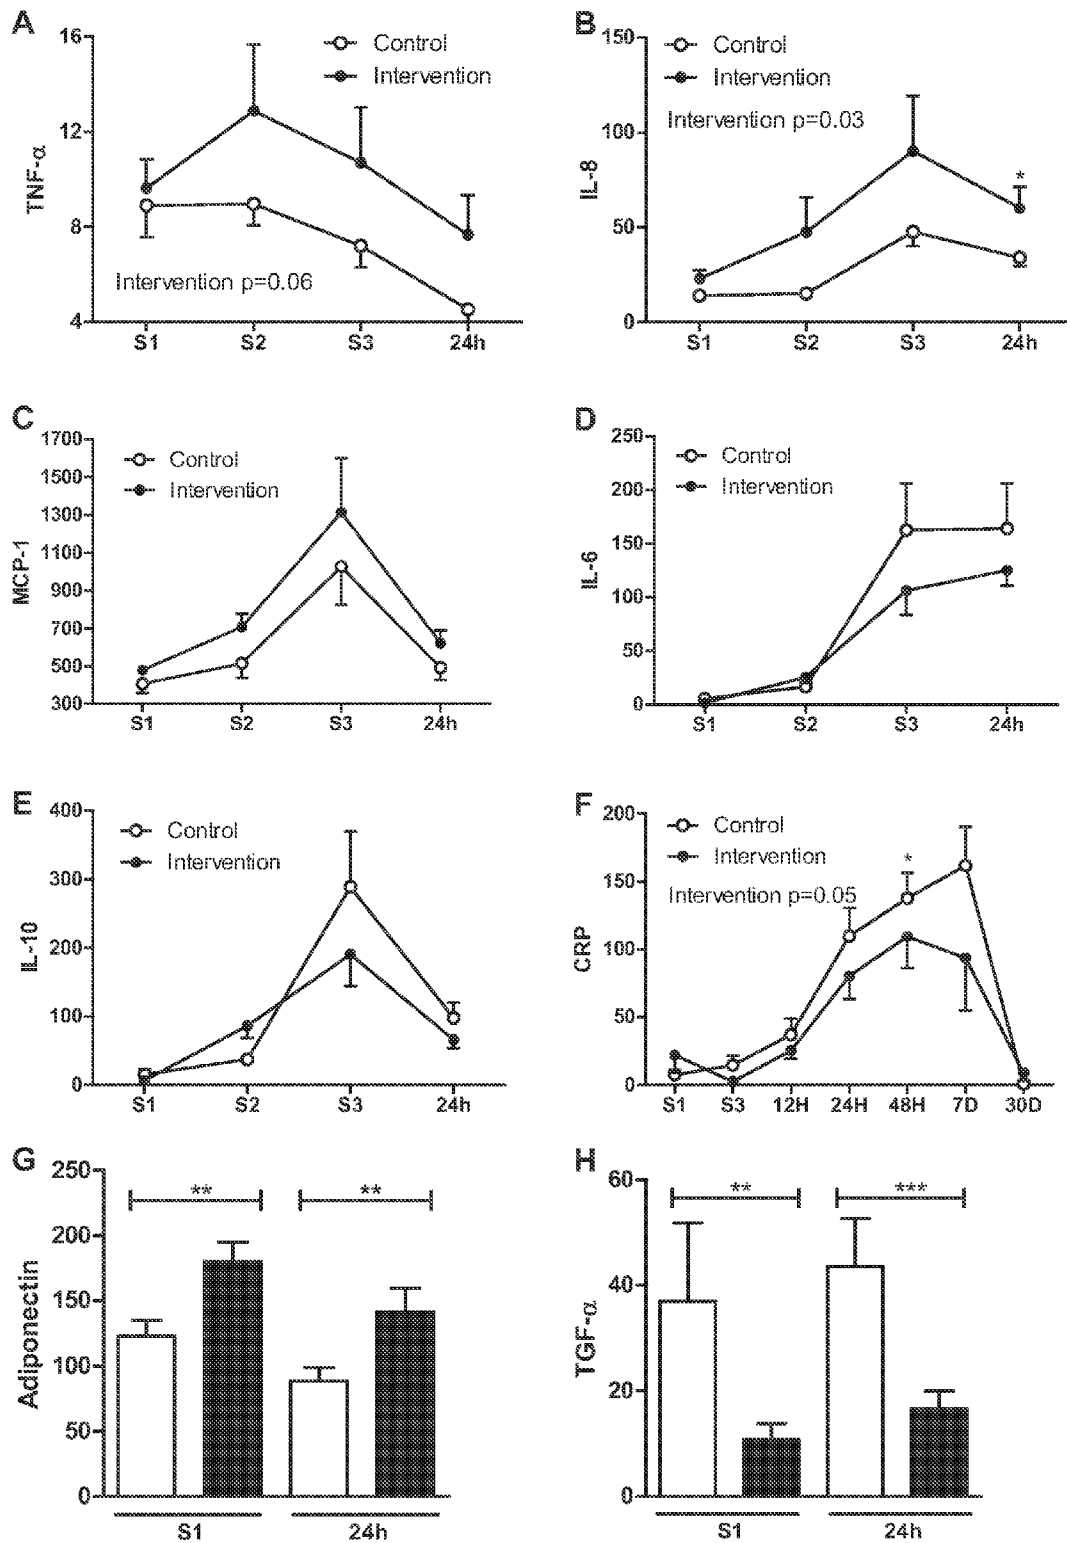 A
16
12
8
4
TNF-α
Control
Intervention
Intervention p=0.06
S1 S2 S3 24h
B
150
100
50
0
IL-8
Control
Intervention
Intervention p=0.03
*
S1 S2 S3 24h
C
1700
1500
1300
1100
900
700
500
300
MCP-1
Control
Intervention
S1 S2 S3 24h
D
250
200
150
100
50
0
IL-6
Control
Intervention
S1 S2 S3 24h
E
400
300
200
100
0
IL-10
Control
Intervention
S1 S2 S3 24h
F
200
150
100
50
0
CRP
Control
Intervention
Intervention p=0.05
*
S1 S3 12H 24H 48H 7D 30D
G
250
200
150
100
50
0
Adiponectin
** **
S1 24h
H
60
40
20
0
TGF-α
** ***
S1 24h